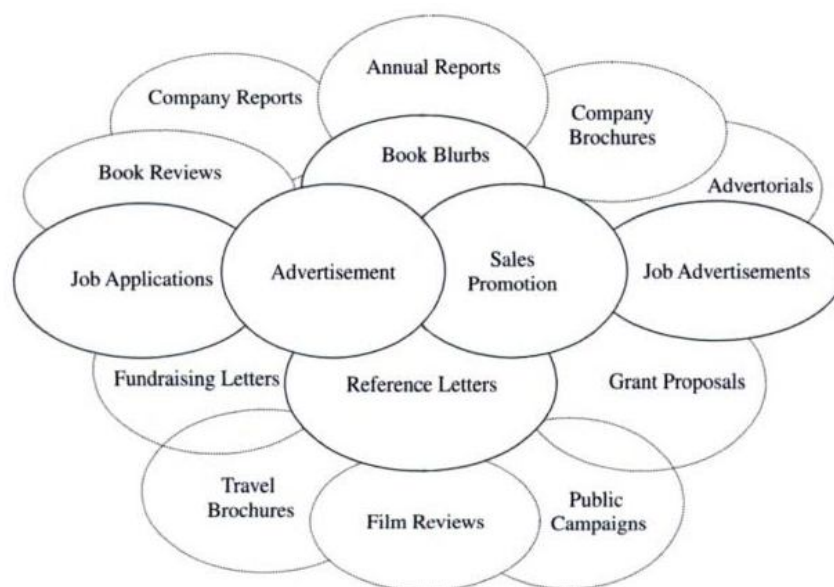 Annual Reports
Company Reports
Company
Brochures
Book Reviews
Book Blurbs
Advertorials
Job Applications
Advertisement
Sales
Promotion
Job Advertisements
Fundraising Letters
Reference Letters
Grant Proposals
Travel
Brochures
Film Reviews
Public
Campaigns